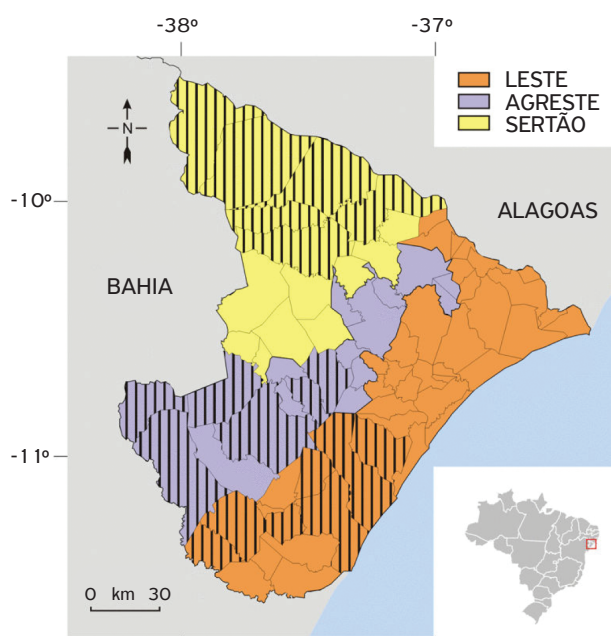 -38º -37º
LESTE
AGRESTE
SERTÃO
N
-10º
ALAGOAS
BAHIA
-11º
0 km 30